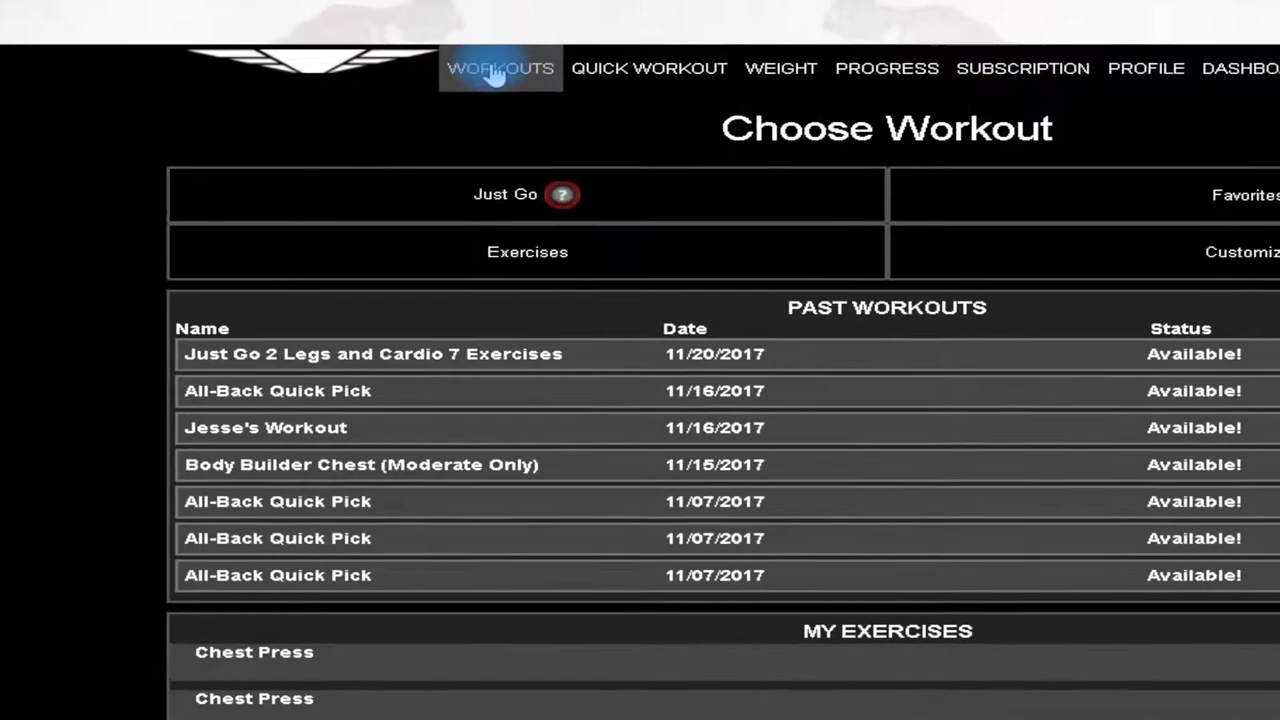 WORKOUTS QUICK WORKOUT WEIGHT PROGRESS SUBSCRIPTION PROFILE DASHBO
Choose Workout
Just Go ? Favorites
Exercises Customiz
PAST WORKOUTS
Name Date Status
Just Go 2 Legs and Cardio 7 Exercises 11/20/2017 Available!
All-Back Quick Pick 11/16/2017 Available!
Jesse's Workout 11/16/2017 Available!
Body Builder Chest (Moderate Only) 11/15/2017 Available!
All-Back Quick Pick 11/07/2017 Available!
All-Back Quick Pick 11/07/2017 Available!
All-Back Quick Pick 11/07/2017 Available!
MY EXERCISES
Chest Press
Chest Press